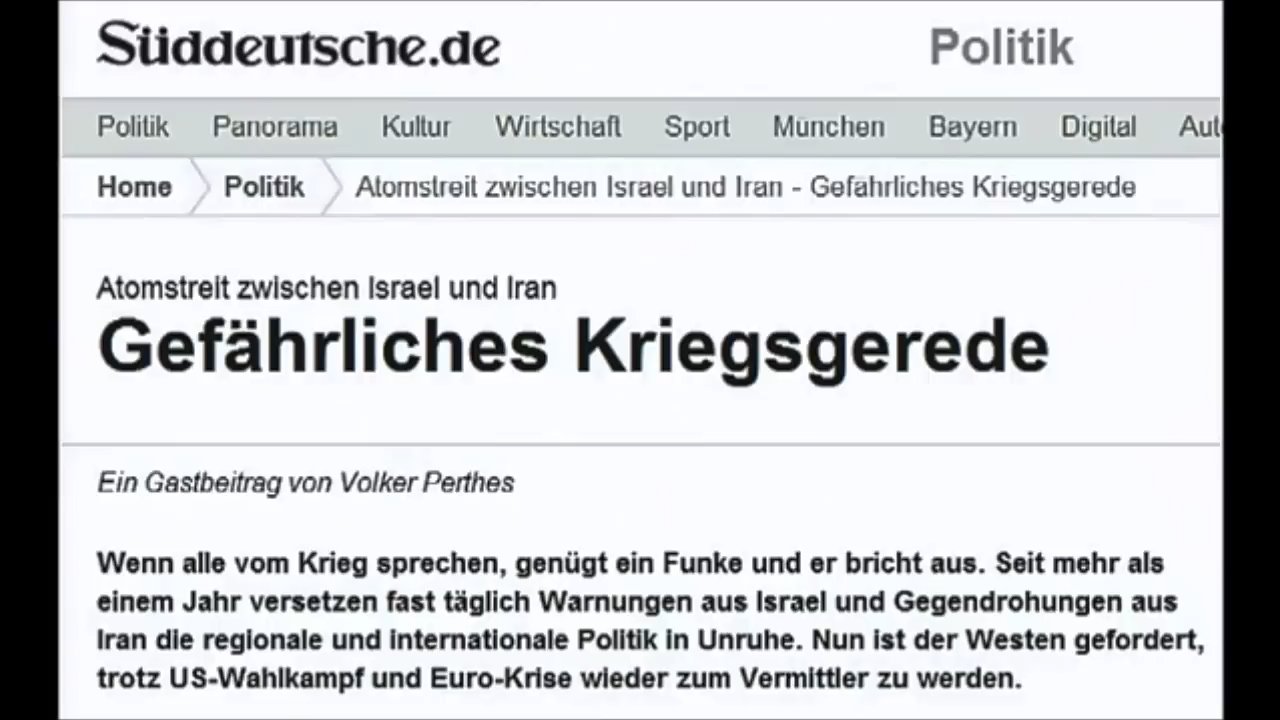 Süddeutsche.de Politik
Politik Panorama Kultur Wirtschaft Sport München Bayern Digital
Home Politik Atomstreit zwischen Israel und Iran - Gefährliches Kriegsgerede
Atomstreit zwischen Israel und Iran
Gefährliches Kriegsgerede
Ein Gastbeitrag von Volker Perthes
Wenn alle vom Krieg sprechen, genügt ein Funke und er bricht aus. Seit mehr als
einem Jahr versetzen fast täglich Warnungen aus Israel und Gegendrohungen aus
Iran die regionale und internationale Politik in Unruhe. Nun ist der Westen gefordert,
trotz US-Wahlkampf und Euro-Krise wieder zum Vermittler zu werden.